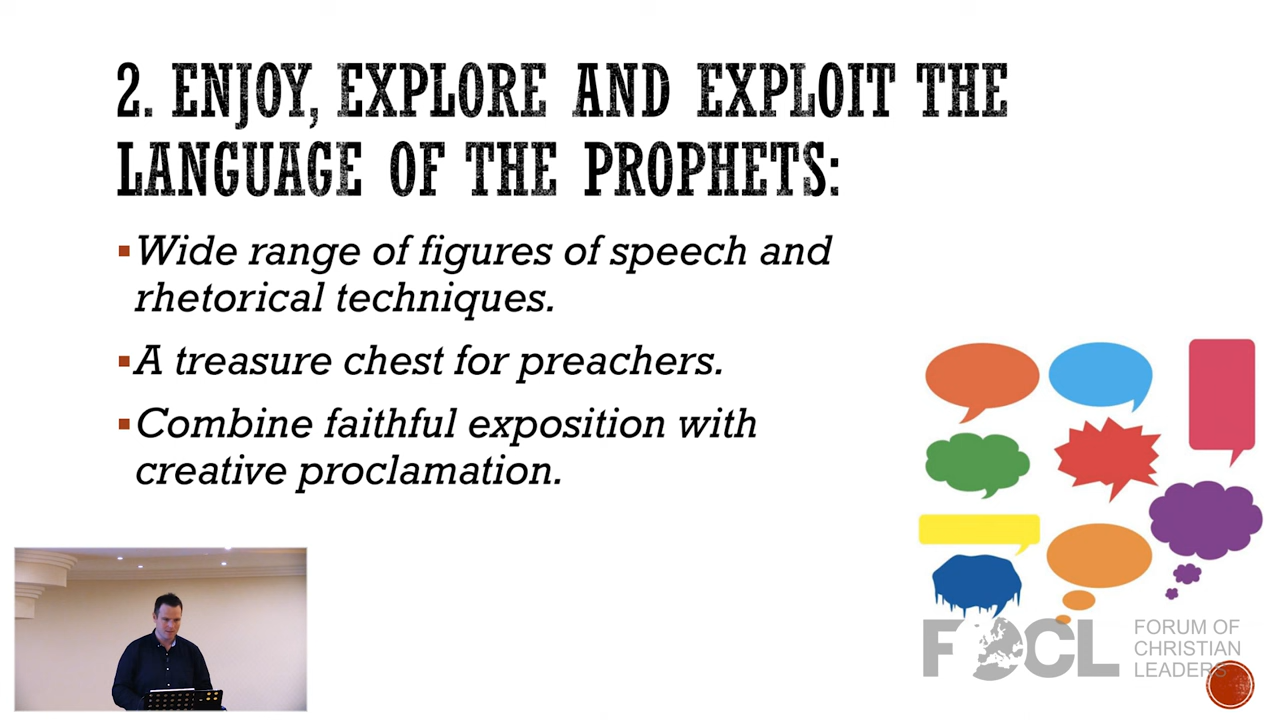 2. ENJOY, EXPLORE AND EXPLOIT THE
LANGUAGE OF THE PROPHETS:
Wide range of figures of speech and
rhetorical techniques.
A treasure chest for preachers.
Combine faithful exposition with
creative proclamation.
FOCL
FORUM OF
CHRISTIAN
LEADERS